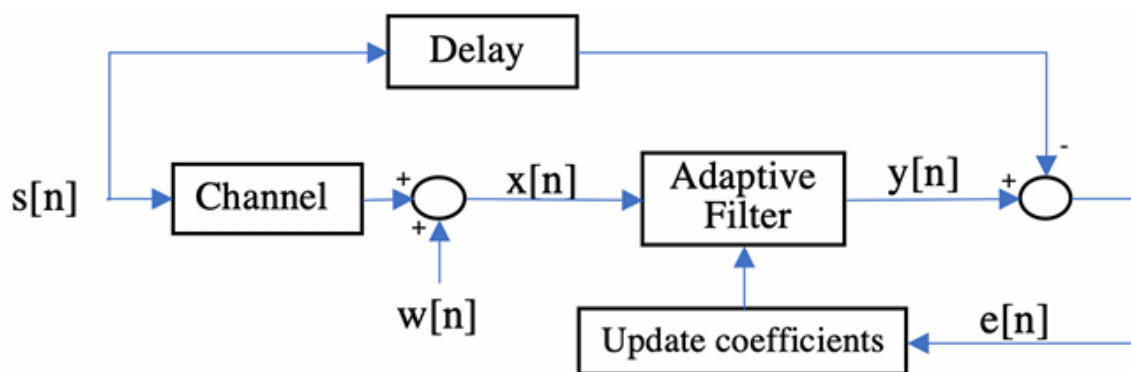 Delay
-
s[n]
Channel
+
+
x[n]
Adaptive
Filter
y[n]
+
w[n]
Update coefficients
e[n]